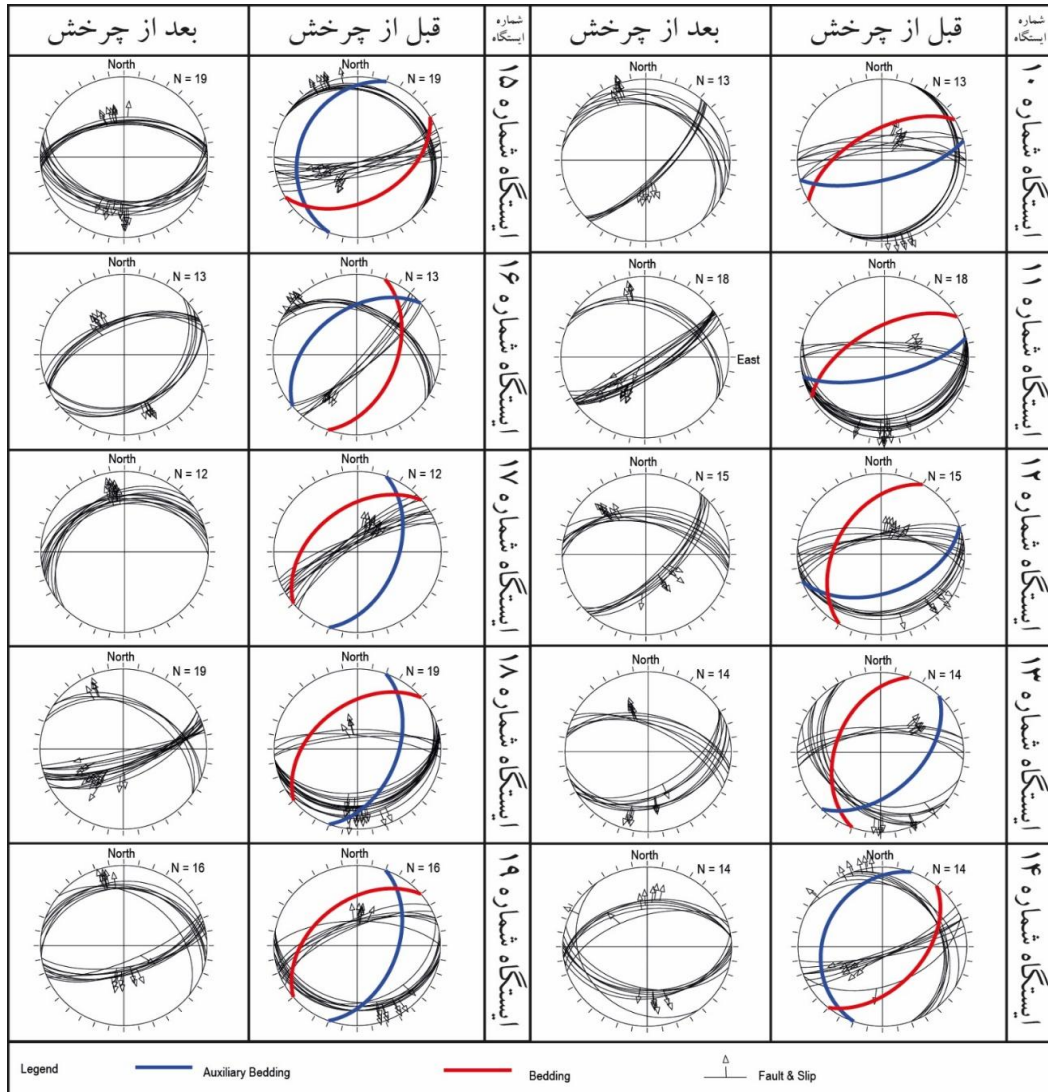 شماره ایستگاه
قبل از چرخش
بعد از چرخش
شماره ایستگاه
قبل از چرخش
بعد از چرخش
ایستگاه شماره ۱۰
N = 13
North
N = 13
ایستگاه شماره ۱۵
North
N = 19
North
N = 19
ایستگاه شماره ۱۱
North
N = 18
North
N = 18
East
ایستگاه شماره ۱۶
North
N = 13
North
N = 13
ایستگاه شماره ۱۲
North
N = 15
North
N = 15
ایستگاه شماره ۱۷
North
N = 12
North
N = 12
ایستگاه شماره ۱۳
North
N = 14
North
N = 14
ایستگاه شماره ۱۸
North
N = 19
North
N = 19
ایستگاه شماره ۱۴
North
N = 14
North
N = 14
ایستگاه شماره ۱۹
North
N = 16
North
N = 16
Legend
Auxiliary Bedding
Bedding
Fault & Slip